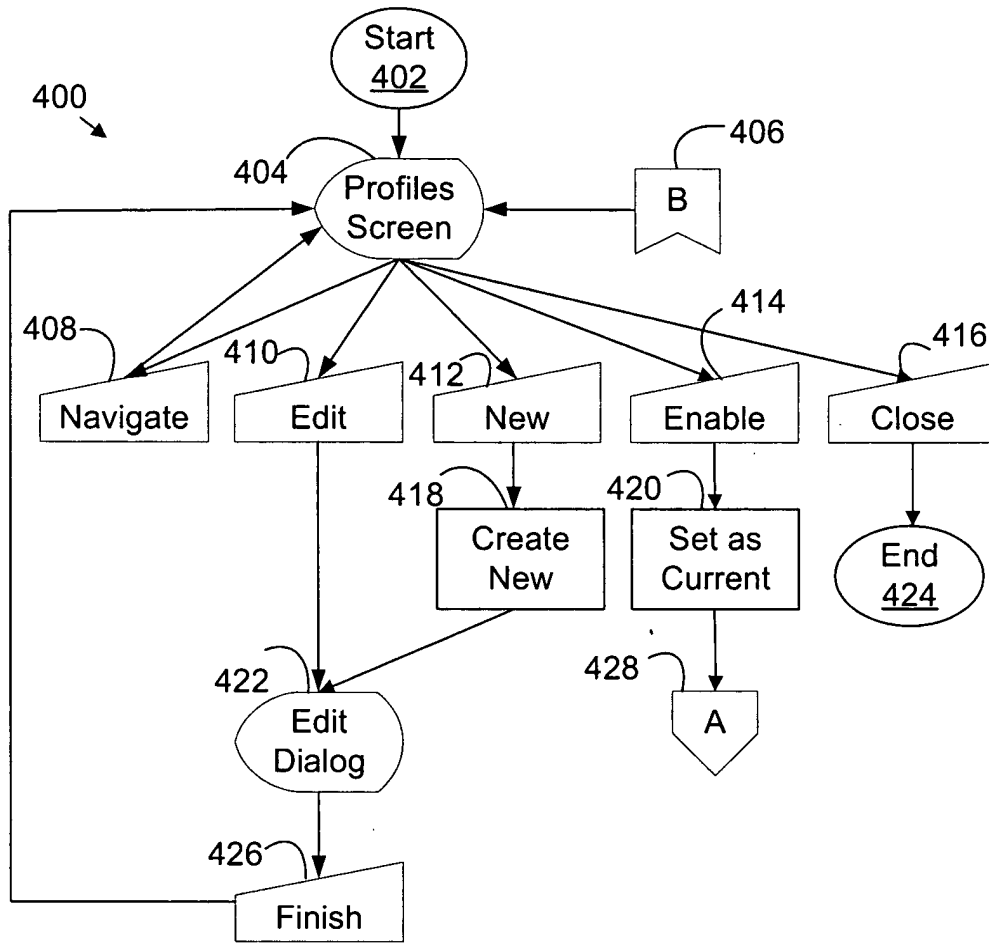 Start
402
400
404
406
Profiles
Screen
B
408
410
412
414
416
Navigate
Edit
New
Enable
Close
418
420
Create
New
Set as
Current
End
424
422
428
Edit
Dialog
A
426
Finish